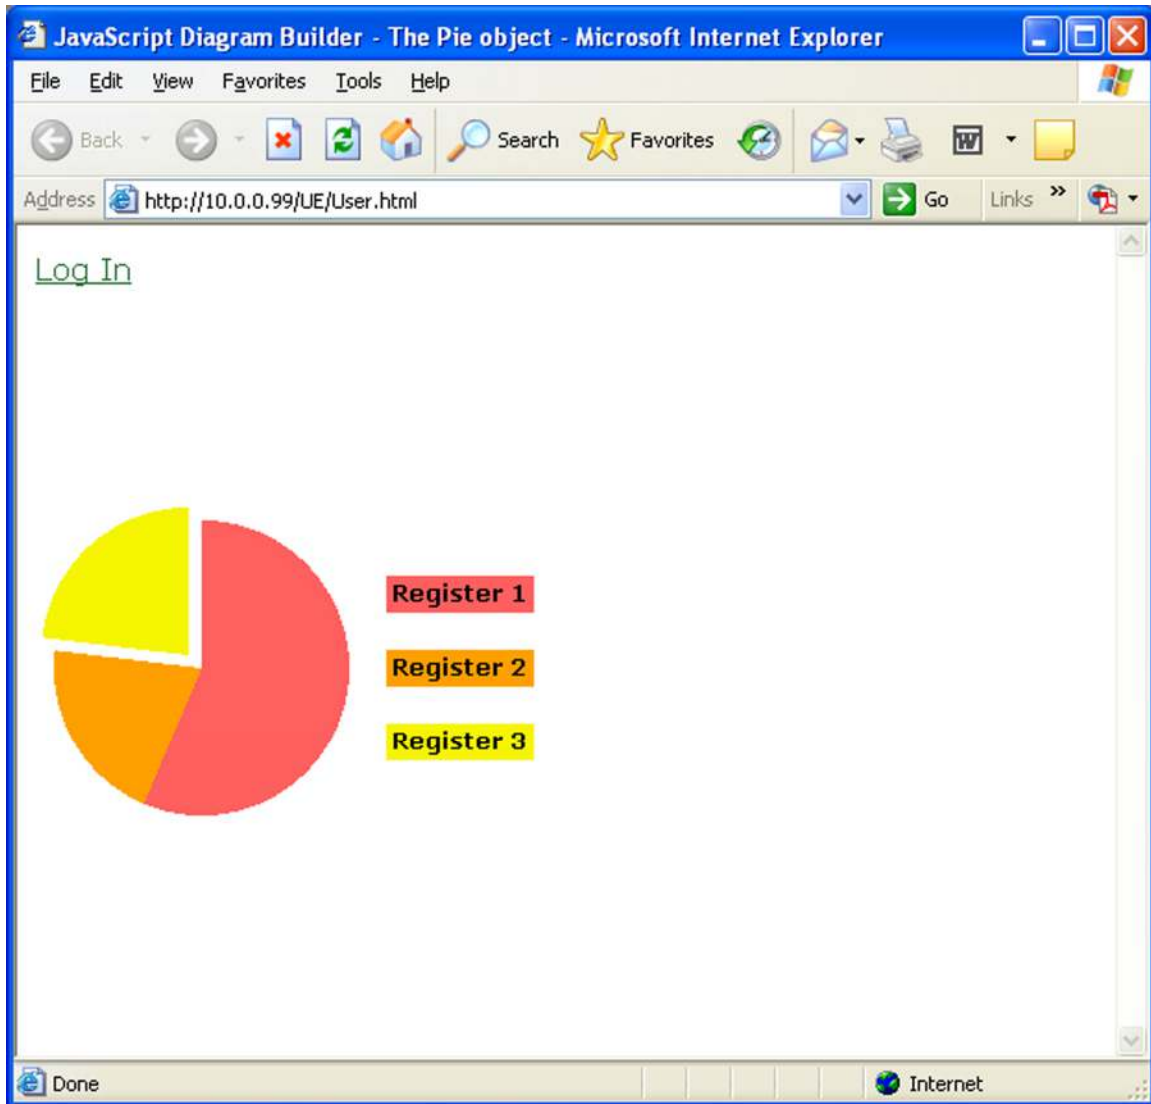 JavaScript Diagram Builder - The Pie object - Microsoft Internet Explorer
File Edit View Favorites Tools Help
Back Search Favorites W
Address http://10.0.0.99/UE/User.html Go Links »
Log In
Register 1
Register 2
Register 3
Done Internet